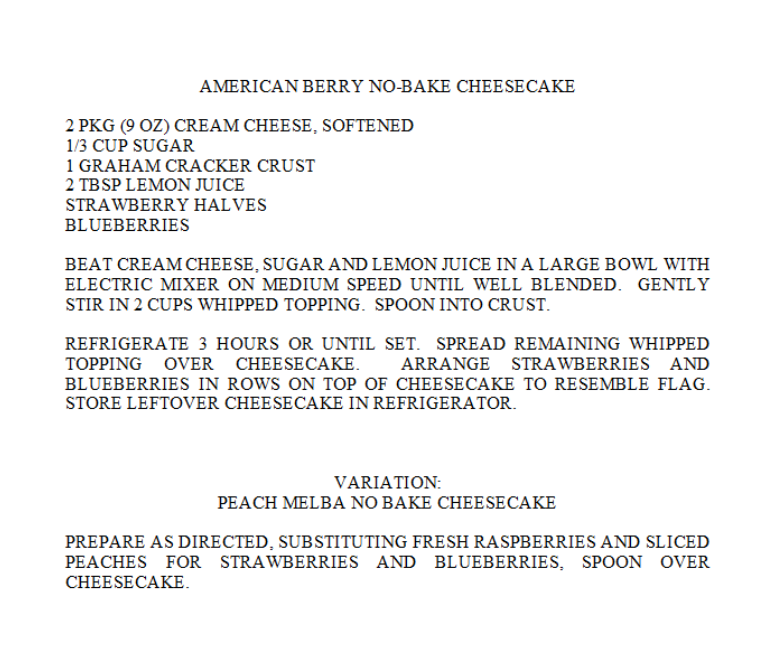 AMERICAN BERRY NO-BAKE CHEESECAKE
2 PKG (9 OZ) CREAM CHEESE, SOFTENED
1/3 CUP SUGAR
1 GRAHAM CRACKER CRUST
2 TBSP LEMON JUICE
STRAWBERRY HALVES
BLUEBERRIES
BEAT CREAM CHEESE, SUGAR AND LEMON JUICE IN A LARGE BOWL WITH
ELECTRIC MIXER ON MEDIUM SPEED UNTIL WELL BLENDED. GENTLY
STIR IN 2 CUPS WHIPPED TOPPING. SPOON INTO CRUST.
REFRIGERATE 3 HOURS OR UNTIL SET. SPREAD REMAINING WHIPPED
TOPPING OVER CHEESECAKE. ARRANGE STRAWBERRIES AND
BLUEBERRIES IN ROWS ON TOP OF CHEESECAKE TO RESEMBLE FLAG.
STORE LEFTOVER CHEESECAKE IN REFRIGERATOR.
VARIATION:
PEACH MELBA NO BAKE CHEESECAKE
PREPARE AS DIRECTED, SUBSTITUTING FRESH RASPBERRIES AND SLICED
PEACHES FOR STRAWBERRIES AND BLUEBERRIES, SPOON OVER
CHEESECAKE.